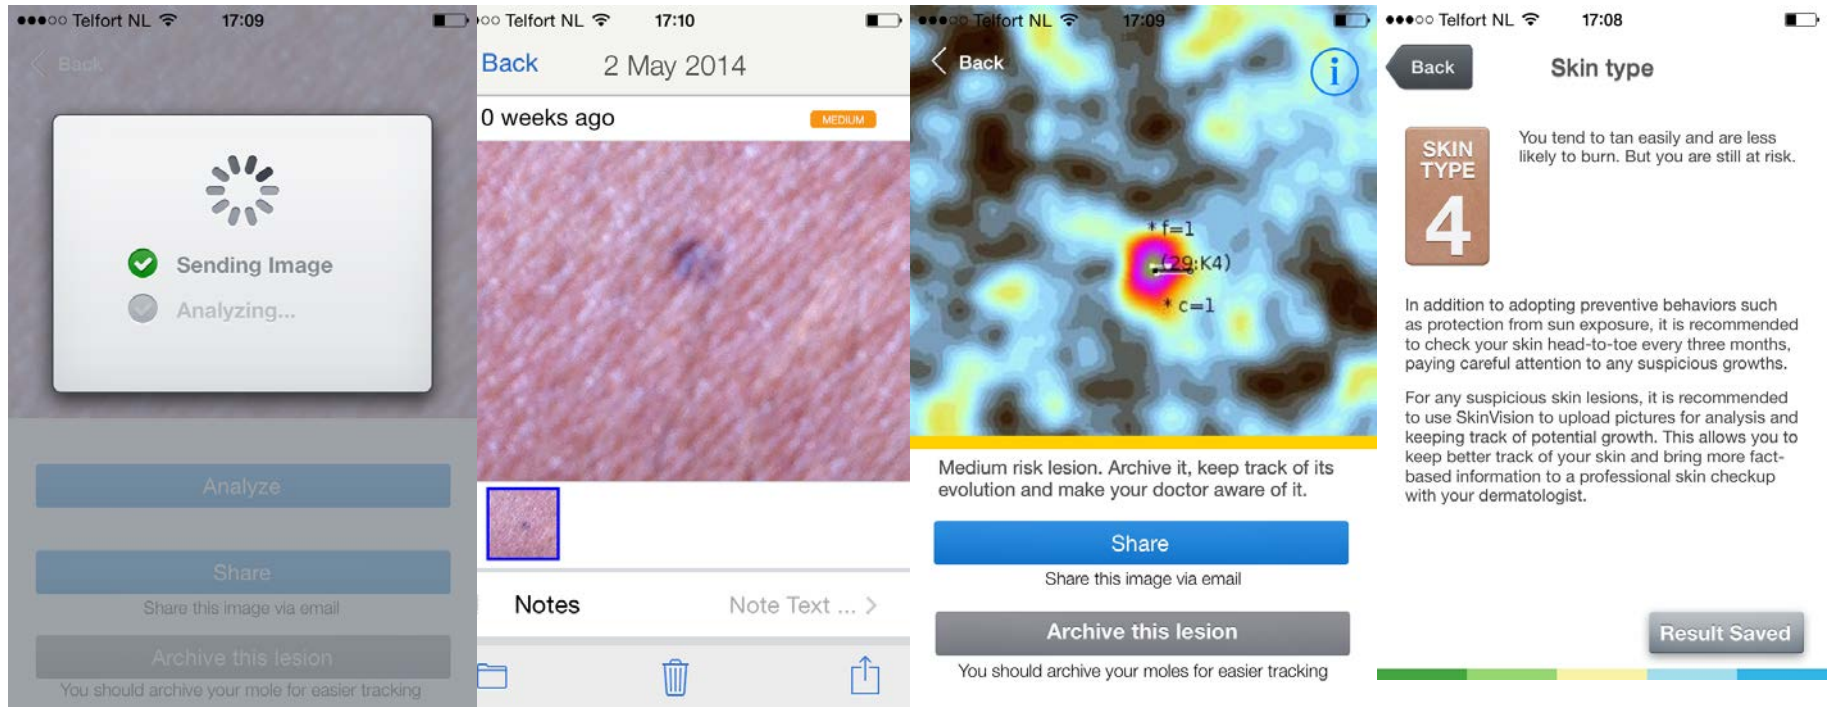 Telfort NL 17:09
Back
Sending Image
Analyzing...
Analyze
Share
Share this image via email
Archive this lesion
You should archive your mole for easier tracking
Telfort NL 17:10
Back 2 May 2014
0 weeks ago MEDIUM
Notes Note Text ...
Telfort NL 17:09
Back i
* f=1
(29:K4)
* c=1
Medium risk lesion. Archive it, keep track of its
evolution and make your doctor aware of it.
Share
Share this image via email
Archive this lesion
You should archive your moles for easier tracking
Telfort NL 17:08
Back Skin type
SKIN
TYPE
4
You tend to tan easily and are less
likely to burn. But you are still at risk.
In addition to adopting preventive behaviors such
as protection from sun exposure, it is recommended
to check your skin head-to-toe every three months,
paying careful attention to any suspicious growths.
For any suspicious skin lesions, it is recommended
to use SkinVision to upload pictures for analysis and
keeping track of potential growth. This allows you to
keep better track of your skin and bring more fact-
based information to a professional skin checkup
with your dermatologist.
Result Saved